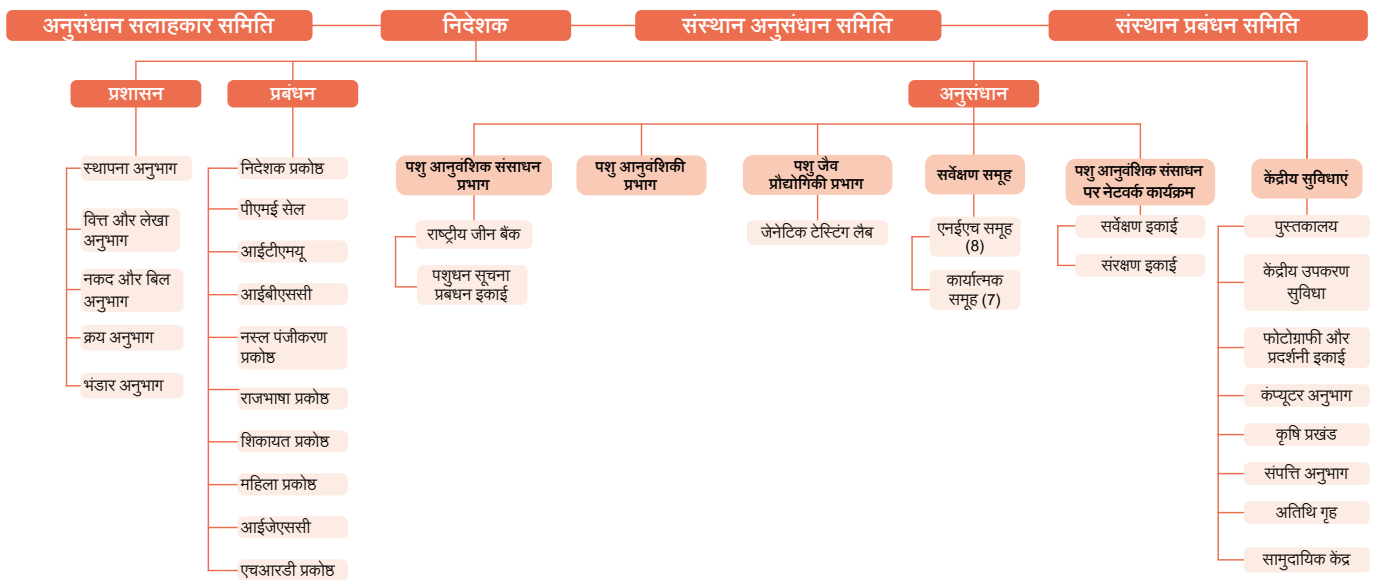 अनुसंधान सलाहकार समिति
निदेशक
संस्थान अनुसंधान समिति
संस्थान प्रबंधन समिति
प्रशासन
प्रबंधन
अनुसंधान
स्थापना अनुभाग
वित्त और लेखा
अनुभाग
नकद और बिल
अनुभाग
क्रय अनुभाग
भंडार अनुभाग
निदेशक प्रकोष्ठ
पीएमई सेल
आईटीएमयू
आईबीएससी
नस्ल पंजीकरण
प्रकोष्ठ
राजभाषा प्रकोष्ठ
शिकायत प्रकोष्ठ
महिला प्रकोष्ठ
आईजेएससी
एचआरडी प्रकोष्ठ
पशु आनुवंशिक संसाधन
प्रभाग
राष्ट्रीय जीन बैंक
पशुधन सूचना
प्रबधन इकाई
पशु आनुवंशिकी
प्रभाग
पशु जैव
प्रौद्योगिकी प्रभाग
जेनेटिक टेस्टिंग लैब
सर्वेक्षण समूह
एनईएच समूह
(8)
कार्यात्मक
समूह (7)
पशु आनुवंशिक संसाधन
पर नेटवर्क कार्यक्रम
सर्वेक्षण इकाई
संरक्षण इकाई
केंद्रीय सुविधाएं
पुस्तकालय
केंद्रीय उपकरण
सुविधा
फोटोग्राफी और
प्रदर्शनी इकाई
कंप्यूटर अनुभाग
कृषि प्रखंड
संपत्ति अनुभाग
अतिथि गृह
सामुदायिक केंद्र